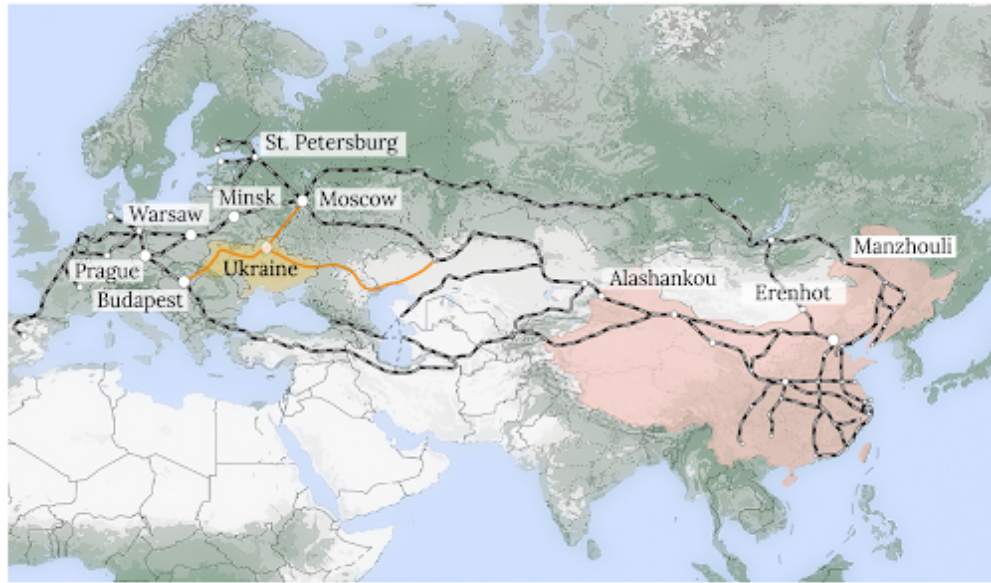 St. Petersburg
Minsk
Moscow
Warsaw
Manzhouli
Prague
Ukraine
Alashankou
Budapest
Erenhot